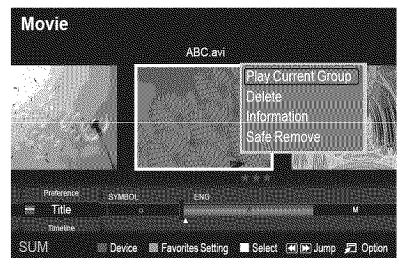 Movie
ABC.avi
Play Current Group
Delete
Information
Safe Remove
Preference
SYMBOL
ENG
Title
M
Timeline
SUM Device Favorites Setting Select Jump Option